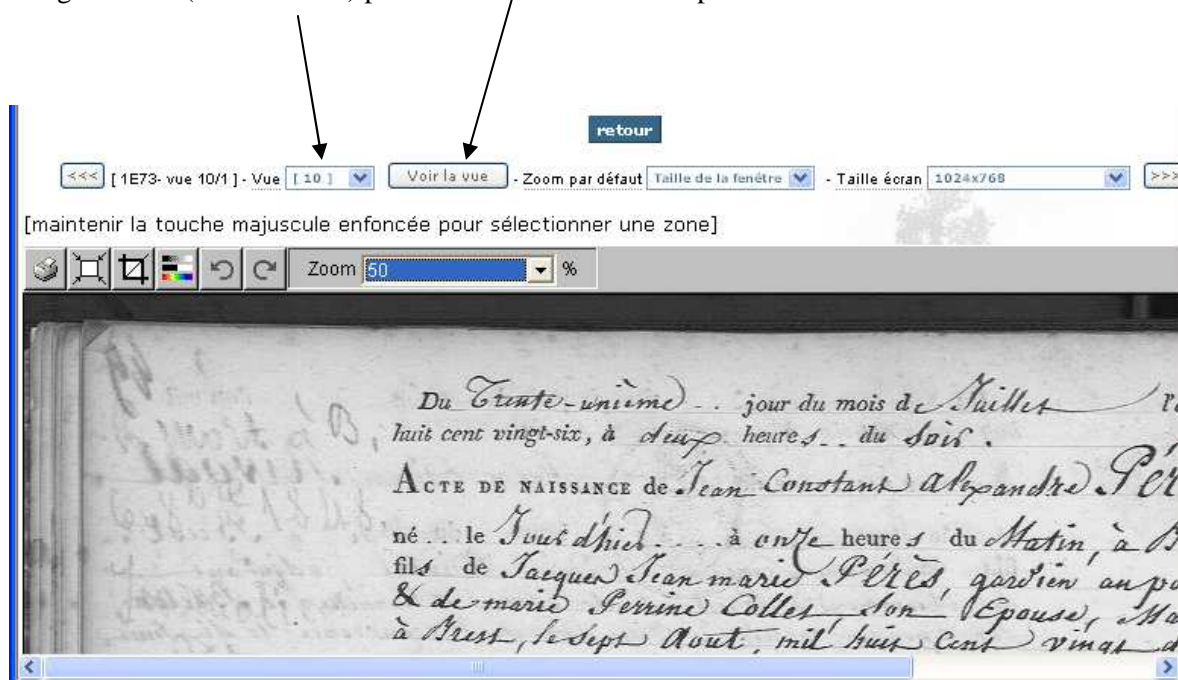 retour
<<< [ 1E73- vue 10/1 ] - Vue [ 10 ] Voir la vue - Zoom par défaut Taille de la fenêtre - Taille écran 1024x768 >>>
[maintenir la touche majuscule enfoncée pour sélectionner une zone]
Zoom 50 %
Du Trente-unième jour du mois de Juillet
huit cent vingt-six, à deux heures du soir.
ACTE DE NAISSANCE de Jean Constant Alexandre
né le Jour d'hier à onze heures du Matin, à
fils de Jacques Jean marie Pérès, gardien au
& de marie Perrine Colles, son Epouse,
à Brest, le Sept Aout, mil huit Cent vingt